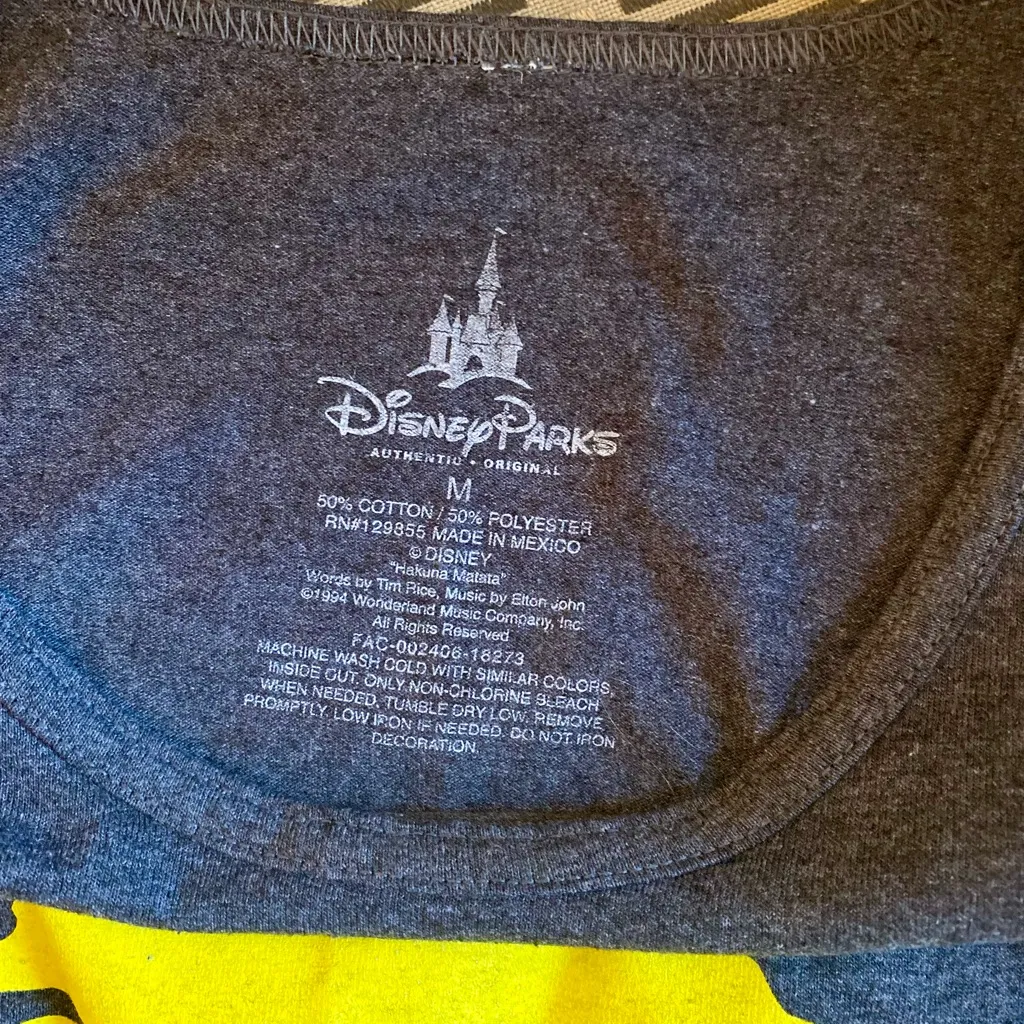 Disney Parks
AUTHENTIC • ORIGINAL
M
50% COTTON / 50% POLYESTER
RN#129855 MADE IN MEXICO
© DISNEY
"Hakuna Matata"
Words by Tim Rice, Music by Elton John
©1994 Wonderland Music Company, Inc.
All Rights Reserved
FAC-002406-18273
MACHINE WASH COLD WITH SIMILAR COLORS,
INSIDE OUT. ONLY NON-CHLORINE BLEACH
WHEN NEEDED. TUMBLE DRY LOW. REMOVE
PROMPTLY. LOW IRON IF NEEDED. DO NOT IRON
DECORATION.